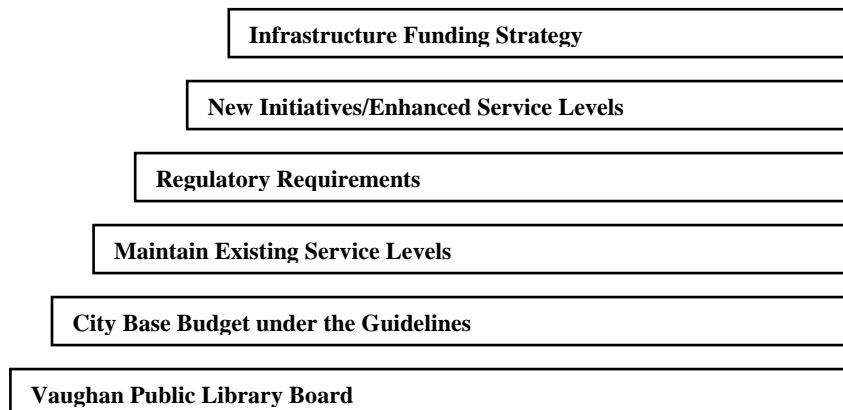 Infrastructure Funding Strategy
New Initiatives/Enhanced Service Levels
Regulatory Requirements
Maintain Existing Service Levels
City Base Budget under the Guidelines
Vaughan Public Library Board